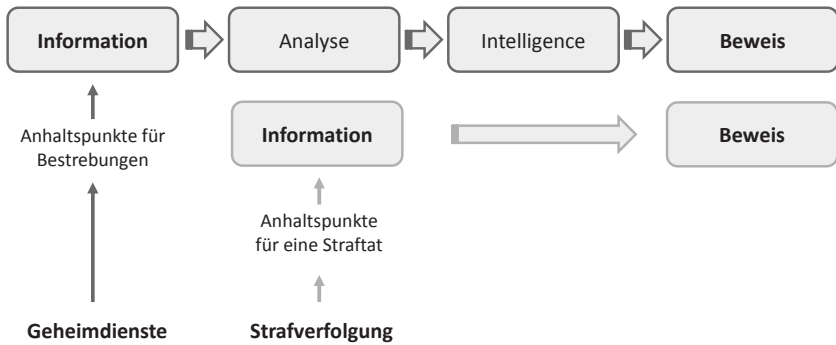 Information
Analyse
Intelligence
Beweis
Anhaltspunkte für
Bestrebungen
Information
Beweis
Anhaltspunkte
für eine Straftat
Geheimdienste
Strafverfolgung